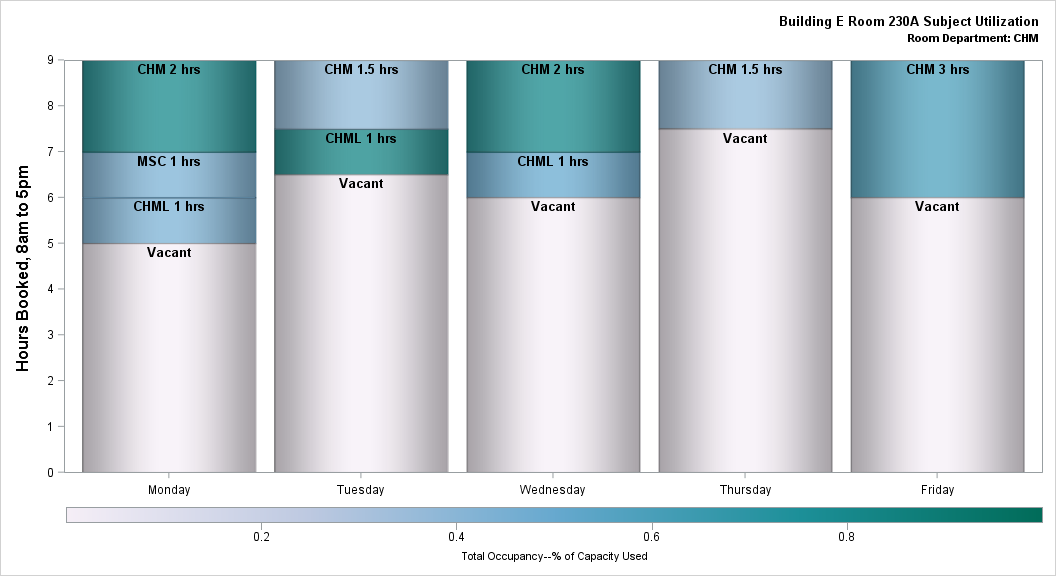 Building E Room 230A Subject Utilization
Room Department: CHM
Hours Booked, 8am to 5pm
9
8
7
6
5
4
3
2
1
0
CHM 2 hrs
MSC 1 hrs
CHML 1 hrs
Vacant
CHM 1.5 hrs
CHML 1 hrs
Vacant
CHM 2 hrs
CHML 1 hrs
Vacant
CHM 1.5 hrs
Vacant
CHM 3 hrs
Vacant
Monday
Tuesday
Wednesday
Thursday
Friday
0.2
0.4
0.6
0.8
Total Occupancy--% of Capacity Used